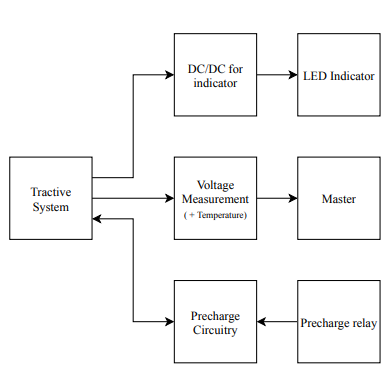 DC/DC for
indicator
LED Indicator
Tractive
System
Voltage
Measurement
( + Temperature)
Master
Precharge
Circuitry
Precharge relay